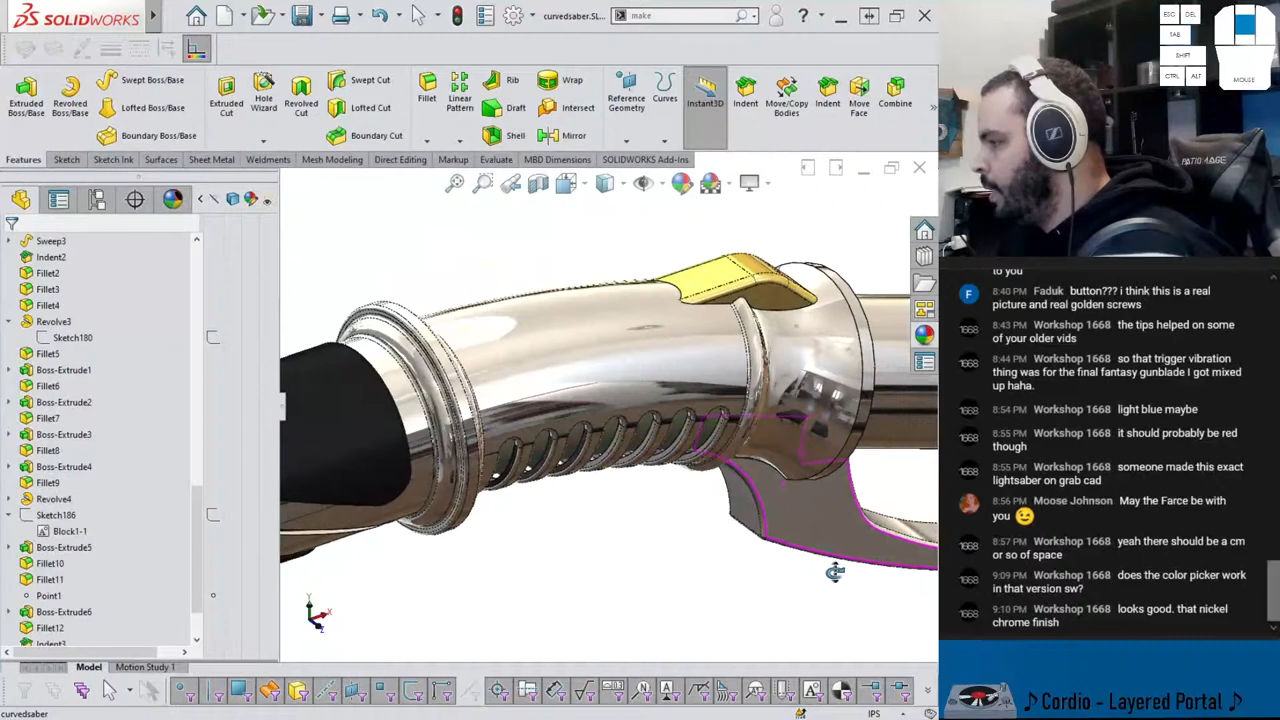 SOLIDWORKS
curvedsaber.SL...
make
Extruded Boss/Base
Revolved Boss/Base
Swept Boss/Base
Lofted Boss/Base
Boundary Boss/Base
Extruded Cut
Hole Wizard
Revolved Cut
Swept Cut
Lofted Cut
Boundary Cut
Fillet
Linear Pattern
Rib
Draft
Shell
Wrap
Intersect
Mirror
Reference Geometry
Curves
Instant3D
Indent
Move/Copy Bodies
Indent
Move Face
Combine
Features
Sketch
Sketch Ink
Surfaces
Sheet Metal
Weldments
Mesh Modeling
Direct Editing
Markup
Evaluate
MBD Dimensions
SOLIDWORKS Add-Ins
Sweep3
Indent2
Fillet2
Fillet3
Fillet4
Revolve3
Sketch180
Fillet5
Boss-Extrude1
Fillet6
Boss-Extrude2
Fillet7
Boss-Extrude3
Fillet8
Boss-Extrude4
Fillet9
Revolve4
Sketch186
Block1-1
Boss-Extrude5
Fillet10
Fillet11
Point1
Boss-Extrude6
Fillet12
Indent3
Y
X
Z
Model
Motion Study 1
curvedsaber
IPS
ESC
DEL
TAB
SHIFT
CTRL
ALT
MOUSE
to you
8:40 PM Faduk button??? i think this is a real
picture and real golden screws
8:43 PM Workshop 1668 the tips helped on some
of your older vids
8:44 PM Workshop 1668 so that trigger vibration
thing was for the final fantasy gunblade I got mixed
up haha.
8:54 PM Workshop 1668 light blue maybe
8:55 PM Workshop 1668 it should probably be red
though
8:55 PM Workshop 1668 someone made this exact
lightsaber on grab cad
8:56 PM Moose Johnson May the Farce be with
you 😉
8:57 PM Workshop 1668 yeah there should be a cm
or so of space
9:09 PM Workshop 1668 does the color picker work
in that version sw?
9:10 PM Workshop 1668 looks good. that nickel
chrome finish
♪ Cordio - Layered Portal ♪